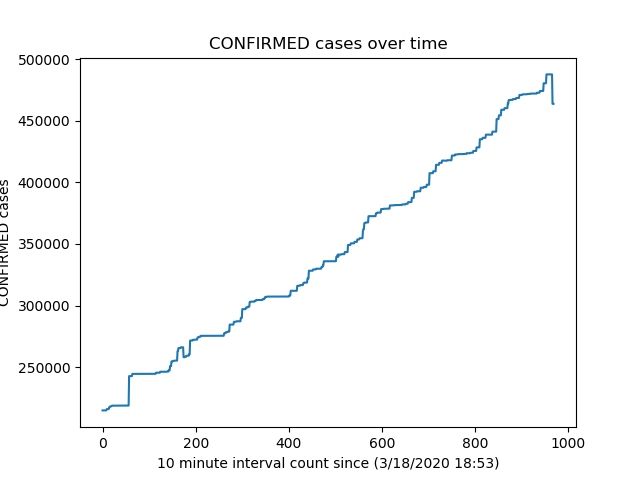 CONFIRMED cases over time
500000
450000
400000
350000
300000
250000
CONFIRMED cases
0 200 400 600 800 1000
10 minute interval count since (3/18/2020 18:53)